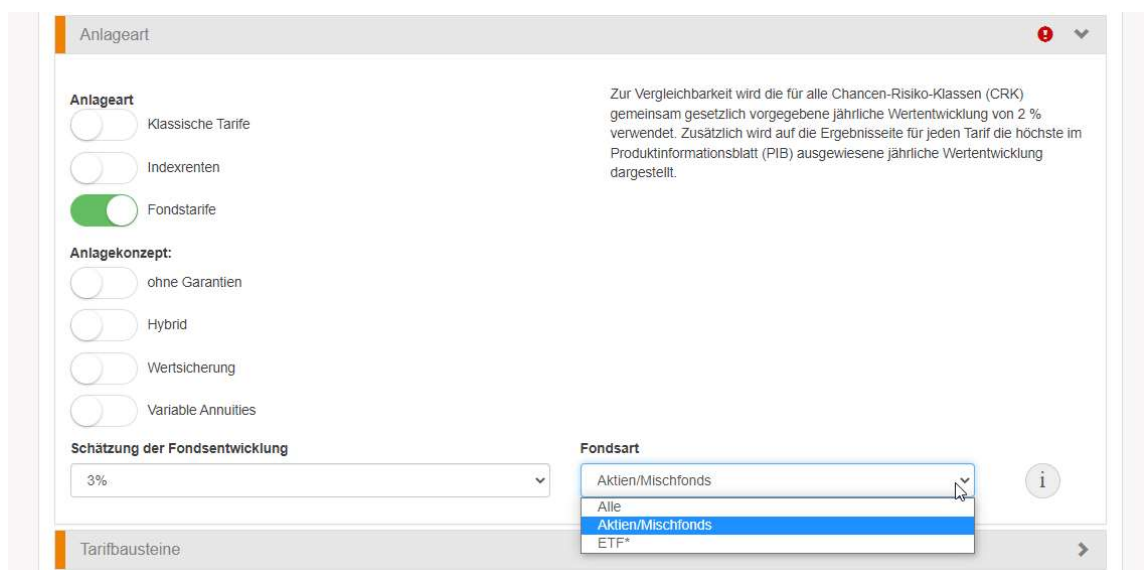 Anlageart
Anlageart
Klassische Tarife
Indexrenten
Fondstarife
Zur Vergleichbarkeit wird die für alle Chancen-Risiko-Klassen (CRK)
gemeinsam gesetzlich vorgegebene jährliche Wertentwicklung von 2 %
verwendet. Zusätzlich wird auf die Ergebnisseite für jeden Tarif die höchste im
Produktinformationsblatt (PIB) ausgewiesene jährliche Wertentwicklung
dargestellt.
Anlagekonzept:
ohne Garantien
Hybrid
Wertsicherung
Variable Annuities
Schätzung der Fondsentwicklung
3%
Fondsart
Aktien/Mischfonds
i
Alle
Aktien/Mischfonds
ETF*
Tarifbausteine